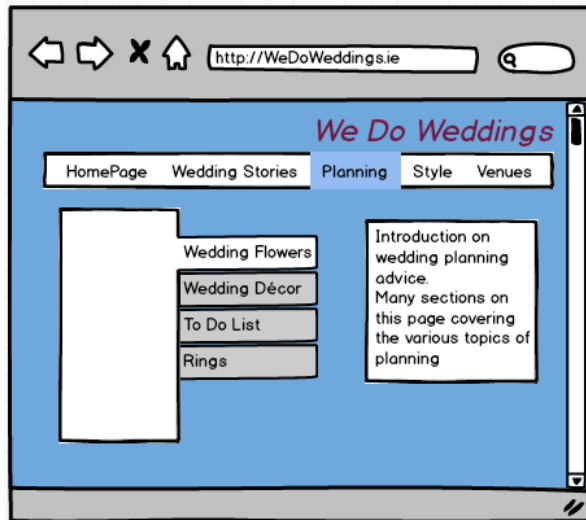 http://WeDoWeddings.ie
We Do Weddings
HomePage Wedding Stories Planning Style Venues
Wedding Flowers
Wedding Décor
To Do List
Rings
Introduction on
wedding planning
advice.
Many sections on
this page covering
the various topics of
planning